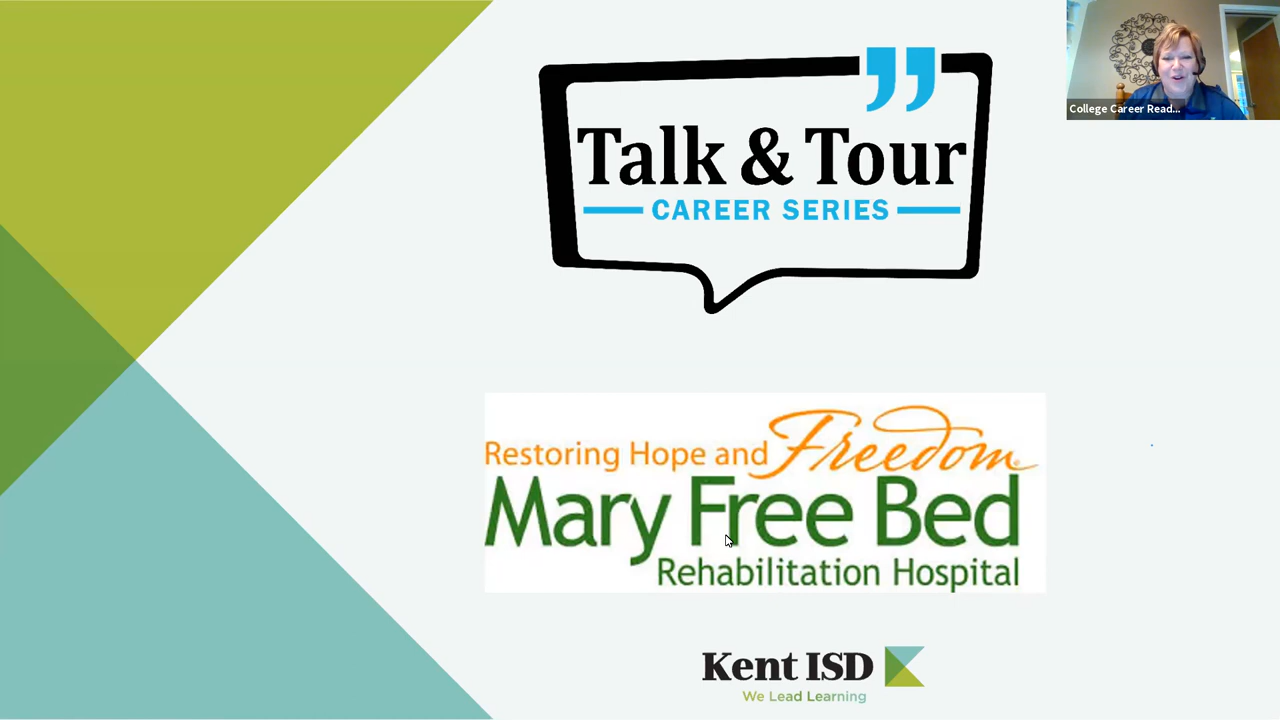 Talk & Tour
CAREER SERIES
College Career Read...
Restoring Hope and Freedom
Mary Free Bed
Rehabilitation Hospital
Kent ISD
We Lead Learning